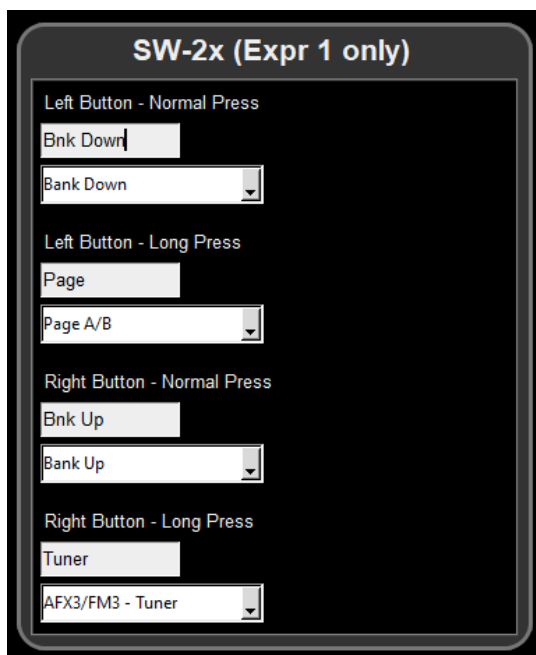 SW-2x (Expr 1 only)
Left Button - Normal Press
Bnk Down
Bank Down
Left Button - Long Press
Page
Page A/B
Right Button - Normal Press
Bnk Up
Bank Up
Right Button - Long Press
Tuner
AFX3/FM3 - Tuner